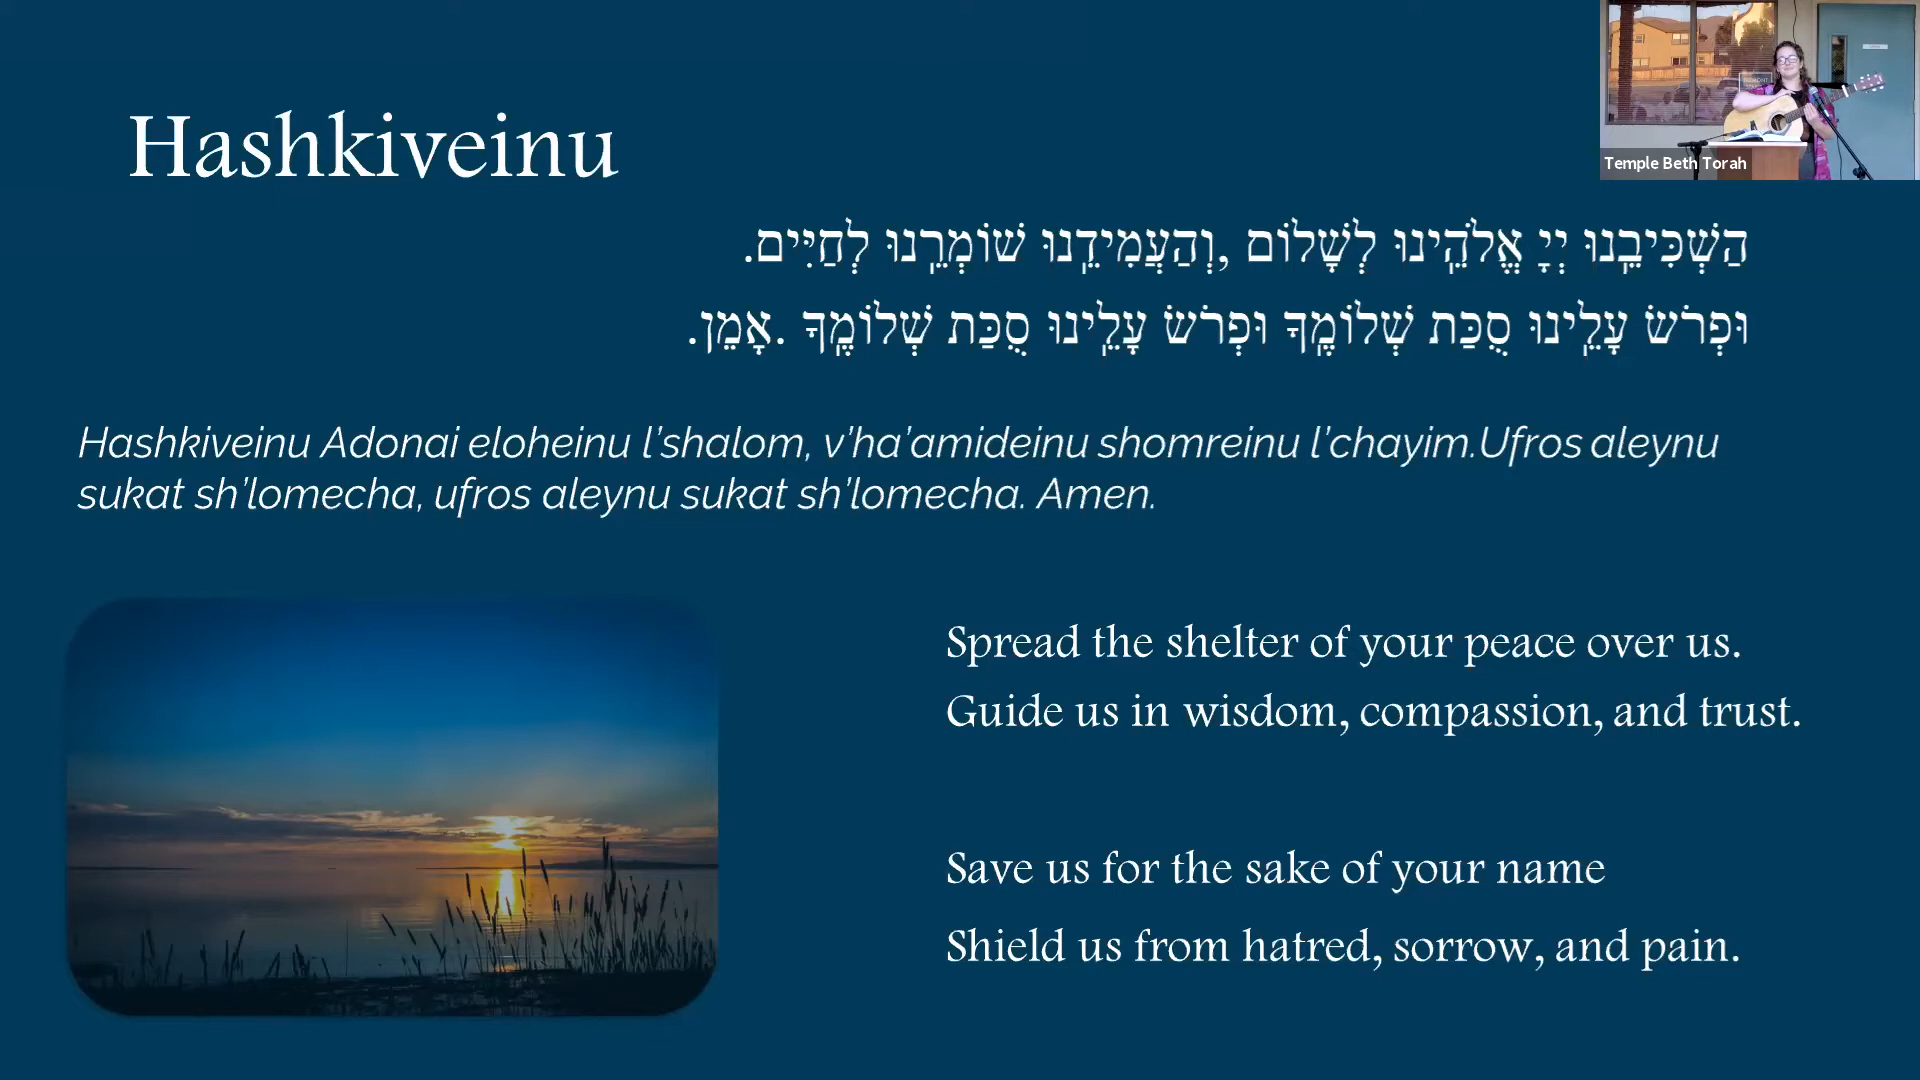 Hashkiveinu
Temple Beth Torah
הַשְׁכִּיבֵֽנוּ יְיָ אֱלֹהֵֽינוּ לְשָׁלוֹם ,וְהַעֲמִידֵֽנוּ שׁוֹמְרֵֽנוּ לְחַיִּים.
וּפְרֹשׂ עָלֵֽינוּ סֻכַּת שְׁלוֹמֶֽךָ וּפְרֹשׂ עָלֵֽינוּ סֻכַּת שְׁלוֹמֶֽךָ .אָמֵן.
Hashkiveinu Adonai eloheinu l’shalom, v’ha’amideinu shomreinu l’chayim.Ufros aleynu
sukat sh’lomecha, ufros aleynu sukat sh’lomecha. Amen.
Spread the shelter of your peace over us.
Guide us in wisdom, compassion, and trust.
Save us for the sake of your name
Shield us from hatred, sorrow, and pain.